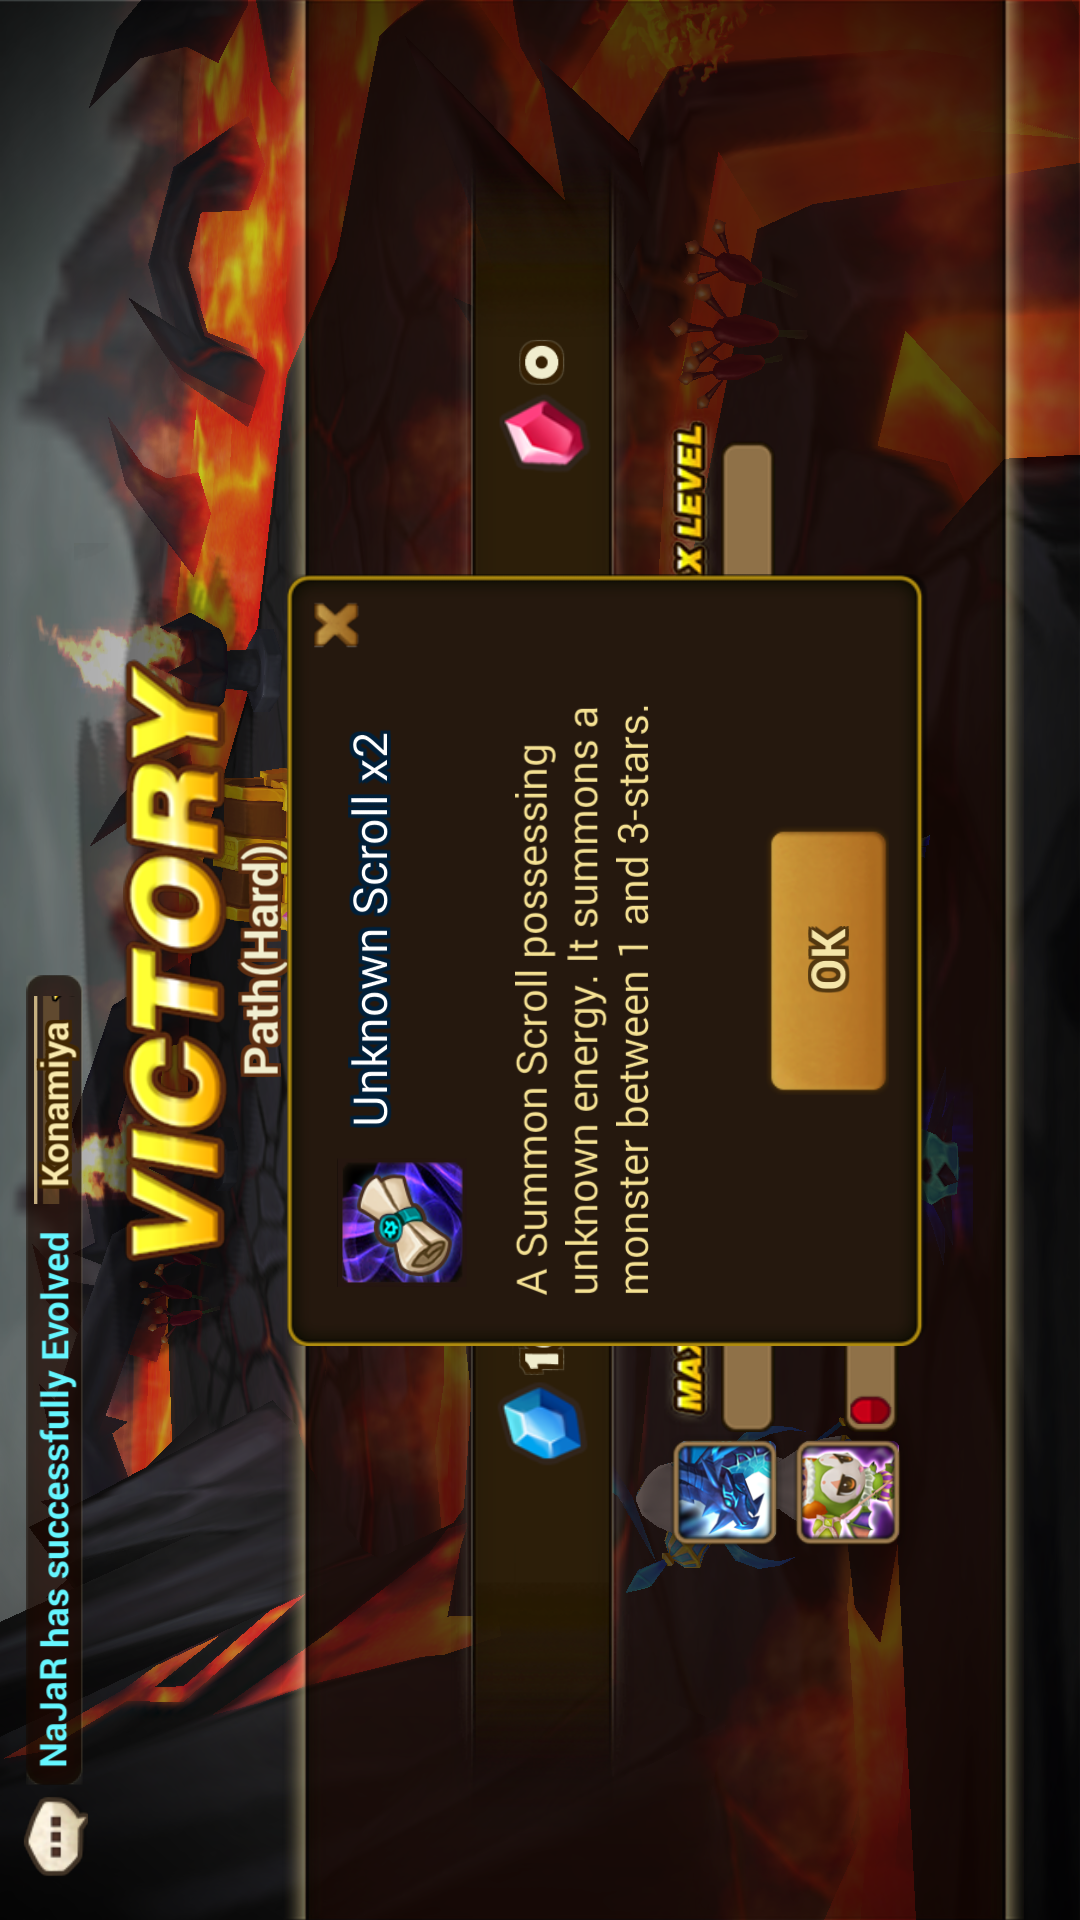 NaJaR has successfully Evolved Konamiya
VICTORY
Path(Hard)
Unknown Scroll x2
A Summon Scroll possessing
unknown energy. It summons a
monster between 1 and 3-stars.
OK
0
MAX
X LEVEL